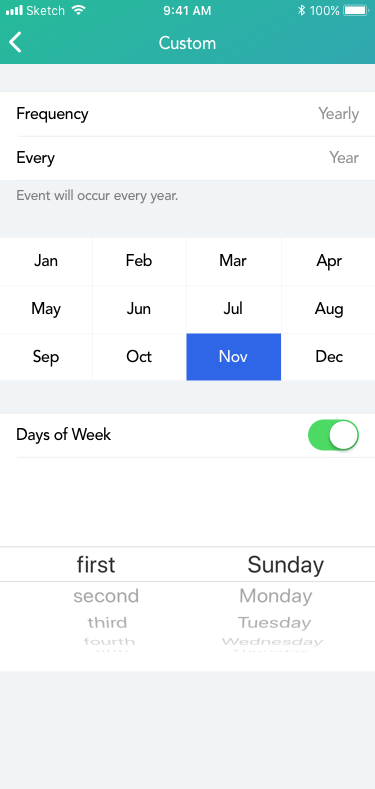 Sketch 9:41 AM 100%
Custom
Frequency Yearly
Every Year
Event will occur every year.
Jan Feb Mar Apr
May Jun Jul Aug
Sep Oct Nov Dec
Days of Week
first Sunday
second Monday
third Tuesday
fourth Wednesday